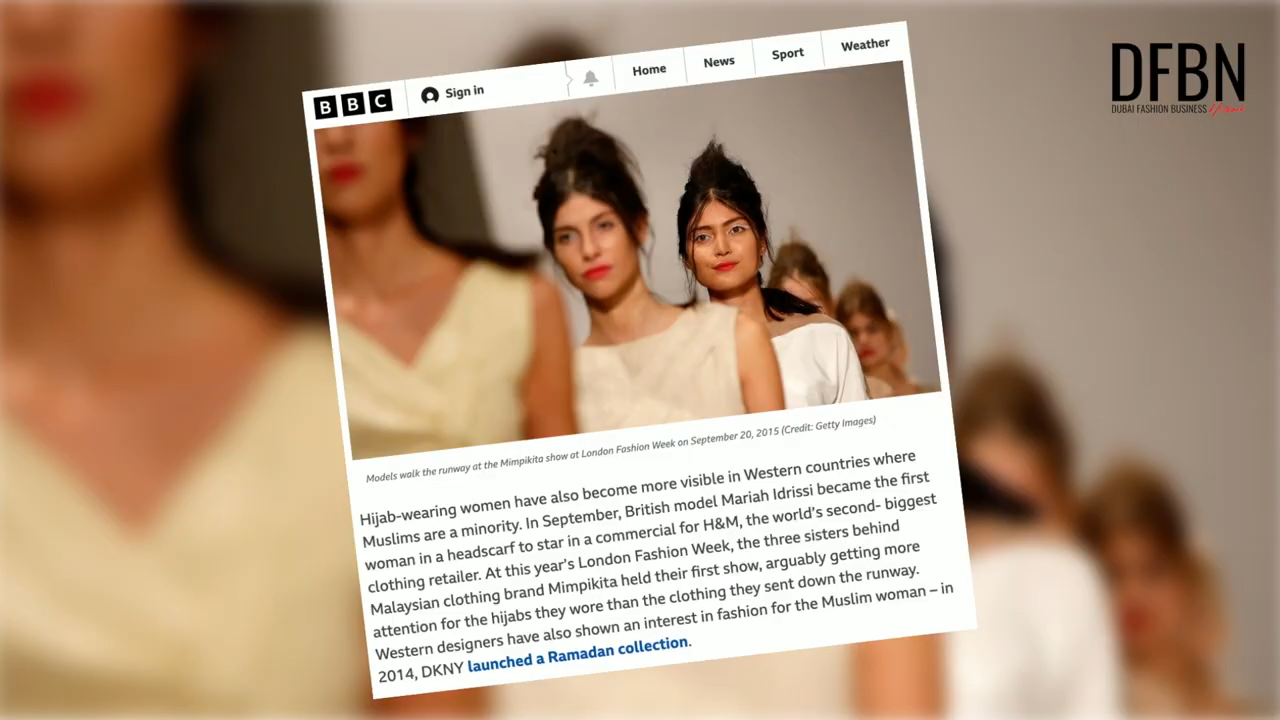 BBC
Sign in
Home
News
Sport
Weather
DFBN
DUBAI FASHION BUSINESS
Models walk the runway at the Mimpikita show at London Fashion Week on September 20, 2015 (Credit: Getty Images)
Hijab-wearing women have also become more visible in Western countries where
Muslims are a minority. In September, British model Mariah Idrissi became the first
woman in a headscarf to star in a commercial for H&M, the world's second- biggest
clothing retailer. At this year's London Fashion Week, the three sisters behind
Malaysian clothing brand Mimpikita held their first show, arguably getting more
attention for the hijabs they wore than the clothing they sent down the runway.
Western designers have also shown an interest in fashion for the Muslim woman – in
2014, DKNY launched a Ramadan collection.